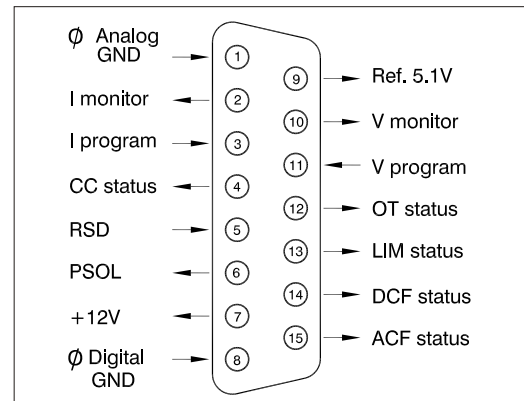 Ø Analog
GND
1
I monitor
2
I program
3
CC status
4
RSD
5
PSOL
6
+12V
7
Ø Digital
GND
8
9
Ref. 5.1V
10
V monitor
11
V program
12
OT status
13
LIM status
14
DCF status
15
ACF status